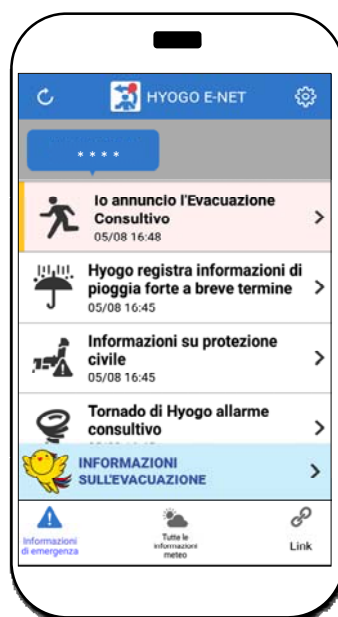 HYOGO E-NET
* * * *
Io annuncio l'Evacuazione
Consultivo
05/08 16:48
Hyogo registra informazioni di
pioggia forte a breve termine
05/08 16:45
Informazioni su protezione
civile
05/08 16:45
Tornado di Hyogo allarme
consultivo
INFORMAZIONI
SULL'EVACUAZIONE
Informazioni
di emergenza
Tutte le
informazioni
meteo
Link